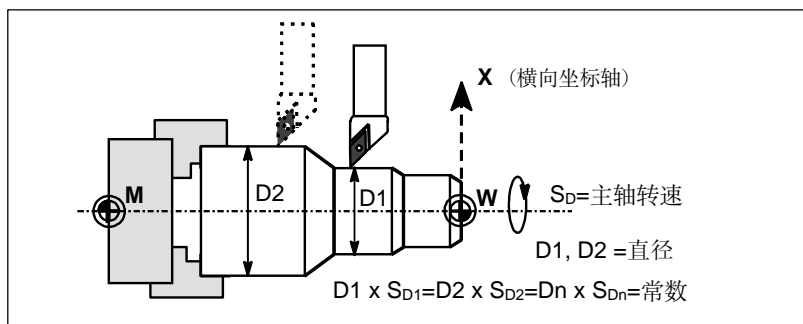 X (横向坐标轴)
M
D2
D1
W
SD=主轴转速
D1, D2 =直径
D1 x SD1=D2 x SD2=Dn x SDn=常数